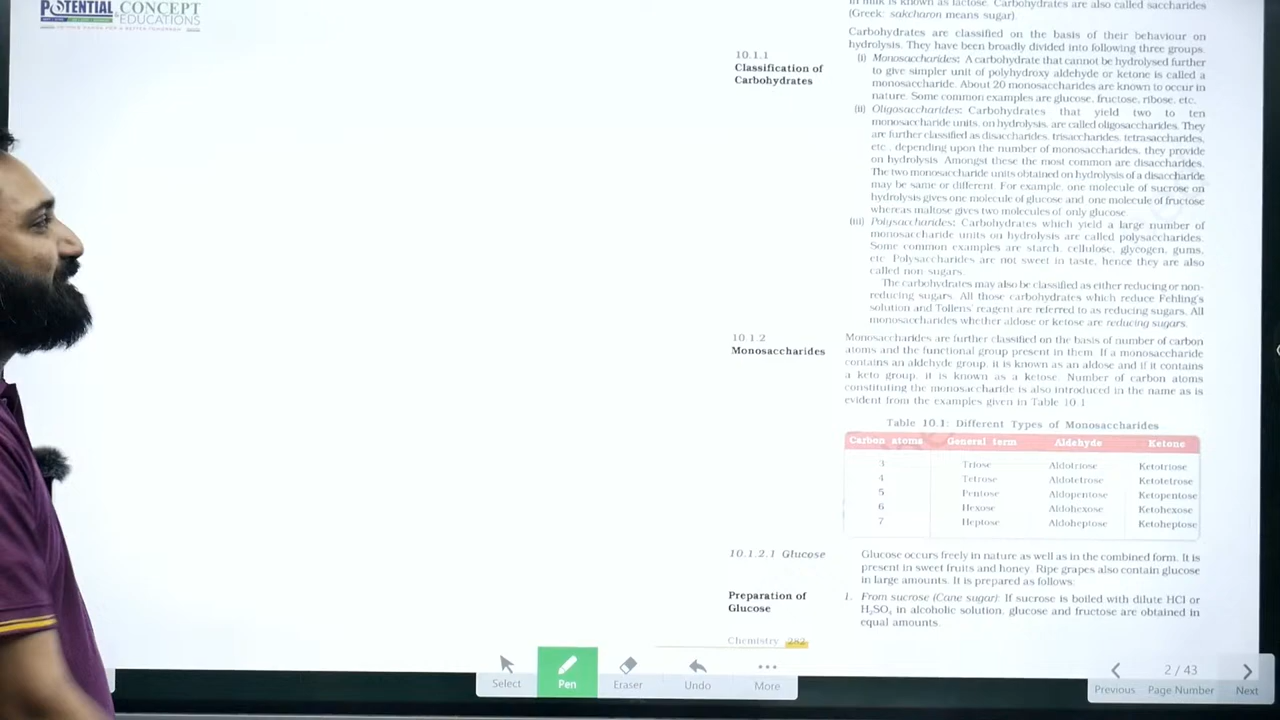 POTENTIAL CONCEPT
EDUCATIONS
in milk is known as lactose. Carbohydrates are also called saccharides
(Greek: sakcharon means sugar).
10.1.1
Classification of
Carbohydrates
Carbohydrates are classified on the basis of their behaviour on
hydrolysis. They have been broadly divided into following three groups.
(i) Monosaccharides: A carbohydrate that cannot be hydrolysed further
to give simpler unit of polyhydroxy aldehyde or ketone is called a
monosaccharide. About 20 monosaccharides are known to occur in
nature. Some common examples are glucose, fructose, ribose, etc.
(ii) Oligosaccharides: Carbohydrates that yield two to ten
monosaccharide units, on hydrolysis, are called oligosaccharides. They
are further classified as disaccharides, trisaccharides, tetrasaccharides,
etc., depending upon the number of monosaccharides, they provide
on hydrolysis. Amongst these the most common are disaccharides.
The two monosaccharide units obtained on hydrolysis of a disaccharide
may be same or different. For example, one molecule of sucrose on
hydrolysis gives one molecule of glucose and one molecule of fructose
whereas maltose gives two molecules of only glucose.
(iii) Polysaccharides: Carbohydrates which yield a large number of
monosaccharide units on hydrolysis are called polysaccharides.
Some common examples are starch, cellulose, glycogen, gums,
etc. Polysaccharides are not sweet in taste, hence they are also
called non sugars.
The carbohydrates may also be classified as either reducing or non-
reducing sugars. All those carbohydrates which reduce Fehling's
solution and Tollens' reagent are referred to as reducing sugars. All
monosaccharides whether aldose or ketose are reducing sugars.
10.1.2
Monosaccharides
Monosaccharides are further classified on the basis of number of carbon
atoms and the functional group present in them. If a monosaccharide
contains an aldehyde group, it is known as an aldose and if it contains
a keto group, it is known as a ketose. Number of carbon atoms
constituting the monosaccharide is also introduced in the name as is
evident from the examples given in Table 10.1
Table 10.1: Different Types of Monosaccharides
Carbon atoms General term Aldehyde Ketone
3 Triose Aldotriose Ketotriose
4 Tetrose Aldotetrose Ketotetrose
5 Pentose Aldopentose Ketopentose
6 Hexose Aldohexose Ketohexose
7 Heptose Aldoheptose Ketoheptose
10.1.2.1 Glucose
Glucose occurs freely in nature as well as in the combined form. It is
present in sweet fruits and honey. Ripe grapes also contain glucose
in large amounts. It is prepared as follows:
Preparation of
Glucose
1. From sucrose (Cane sugar): If sucrose is boiled with dilute HCl or
H₂SO₄ in alcoholic solution, glucose and fructose are obtained in
equal amounts.
Chemistry 282
Select Pen Eraser Undo More
2 / 43
Previous Page Number Next